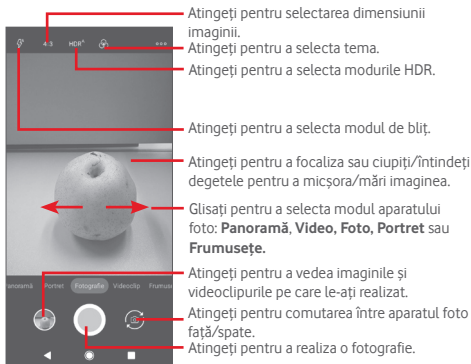 4:3 HDR
Atingeți pentru selectarea dimensiunii
imaginii.
Atingeți pentru a selecta tema.
Atingeți pentru a selecta modurile HDR.
Atingeți pentru a selecta modul de bliț.
Atingeți pentru a focaliza sau ciupiți/întindeți
degetele pentru a micșora/mări imaginea.
Glisați pentru a selecta modul aparatului
foto: Panoramă, Video, Foto, Portret sau
Frumusețe.
anoramă Portret Fotografie Videoclip Frumus
Atingeți pentru a vedea imaginile și
videoclipurile pe care le-ați realizat.
Atingeți pentru comutarea între aparatul foto
față/spate.
Atingeți pentru a realiza o fotografie.